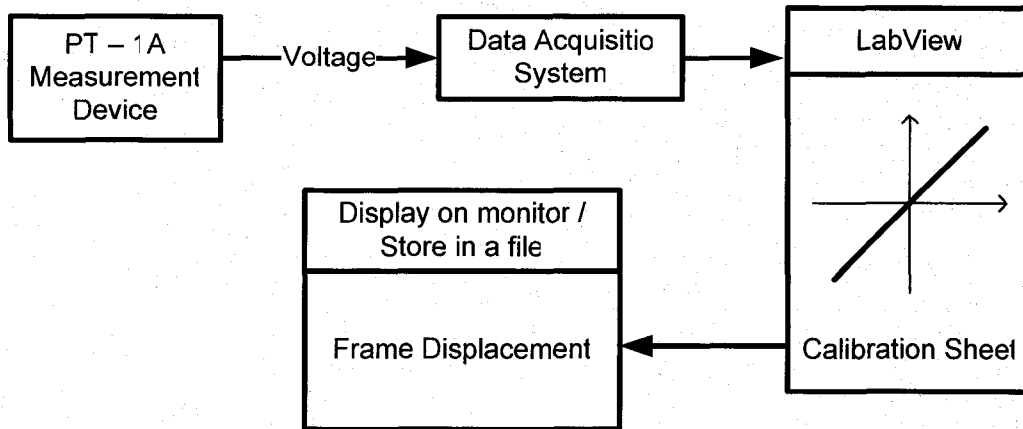 PT – 1A
Measurement
Device
Voltage
Data Acquisitio
System
LabView
Calibration Sheet
Display on monitor /
Store in a file
Frame Displacement